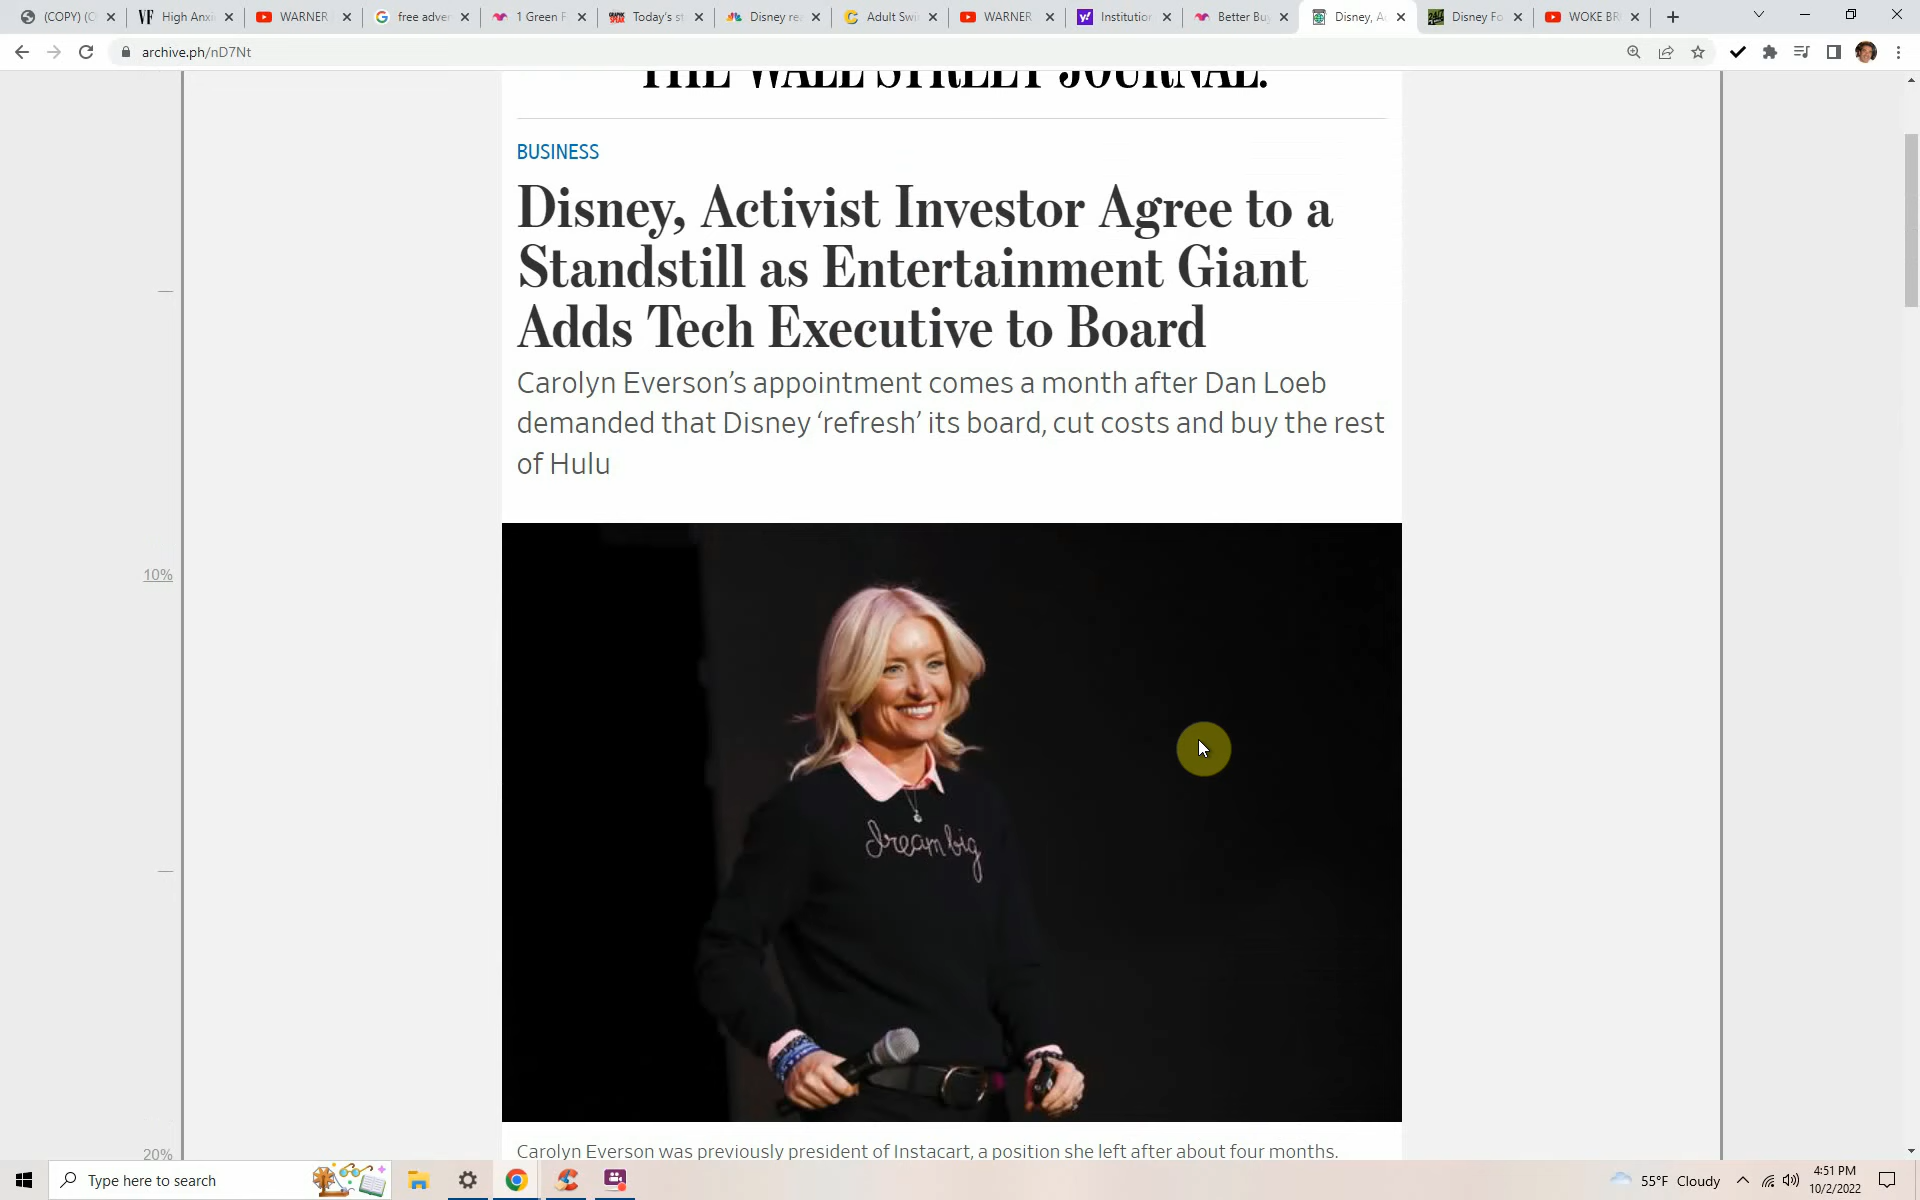 (COPY) (C
High Anxi
WARNER
free adver
1 Green F
Today's st
Disney re
Adult Swi
WARNER
Institution
Better Bu
Disney, A
Disney Fo
WOKE BR
archive.ph/nD7Nt
THE WALL STREET JOURNAL.
BUSINESS
Disney, Activist Investor Agree to a
Standstill as Entertainment Giant
Adds Tech Executive to Board
Carolyn Everson’s appointment comes a month after Dan Loeb
demanded that Disney ‘refresh’ its board, cut costs and buy the rest
of Hulu
10%
dream big
20%
Carolyn Everson was previously president of Instacart, a position she left after about four months.
Type here to search
55°F Cloudy
4:51 PM
10/2/2022